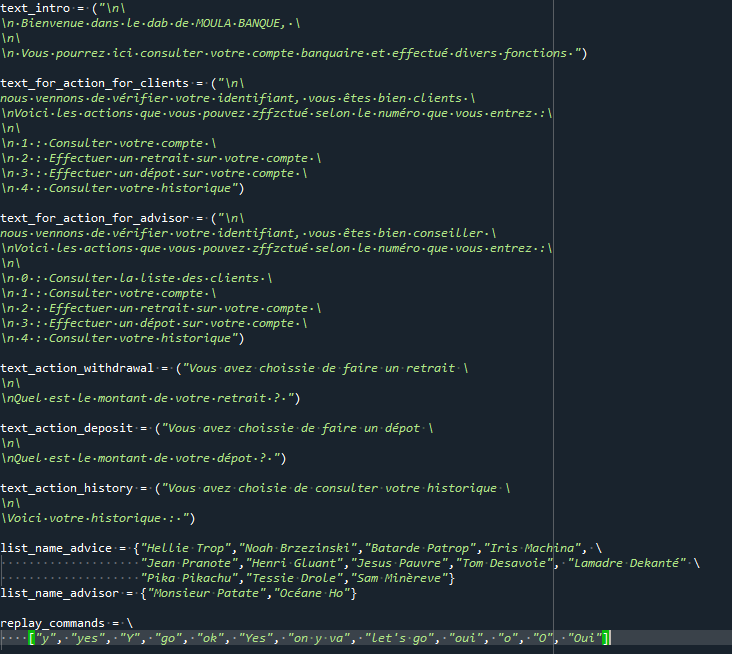 text_intro = ("\n\
\n Bienvenue dans le dab de MOULA BANQUE, \
\n\
\n Vous pourrez ici consulter votre compte banquaire et effectué divers fonctions ")
text_for_action_for_clients = ("\n\
nous vennons de vérifier votre identifiant, vous êtes bien clients \
\nVoici les actions que vous pouvez zffzctué selon le numéro que vous entrez :\
\n\
\n 1 : Consulter votre compte \
\n 2 : Effectuer un retrait sur votre compte \
\n 3 : Effectuer un dépôt sur votre compte \
\n 4 : Consulter votre historique")
text_for_action_for_advisor = ("\n\
nous vennons de vérifier votre identifiant, vous êtes bien conseiller \
\nVoici les actions que vous pouvez zffzctué selon le numéro que vous entrez :\
\n\
\n 0 : Consulter la liste des clients \
\n 1 : Consulter votre compte \
\n 2 : Effectuer un retrait sur votre compte \
\n 3 : Effectuer un dépôt sur votre compte \
\n 4 : Consulter votre historique")
text_action_withdrawal = ("Vous avez choissie de faire un retrait \
\n\
\nQuel est le montant de votre retrait ? ")
text_action_deposit = ("Vous avez choissie de faire un dépot \
\n\
\nQuel est le montant de votre dépot ? ")
text_action_history = ("Vous avez choisie de consulter votre historique \
\n\
\Voici votre historique : ")
list_name_advice = {"Hellie Trop","Noah Brzezinski","Batarde Patrop","Iris Machina", \
"Jean Pranote","Henri Gluant","Jesus Pauvre","Tom Desavoie", "Lamadre Dekanté" \
"Pika Pikachu","Tessie Drole","Sam Minèreve"}
list_name_advisor = {"Monsieur Patate","Océane Ho"}
replay_commands = \
["y", "yes", "Y", "go", "ok", "Yes", "on y va", "let's go", "oui", "o", "O", "Oui"]